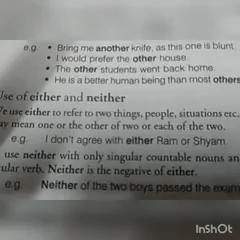 e.g. • Bring me another knife, as this one is blunt.
• I would prefer the other house
• The other students went back home.
• He is a better human being than most others
Use of either and neither
We use either to refer to two things, people, situations etc.
ay mean one or the other of two or each of the two.
e.g. I don't agree with either Ram or Shyam.
use neither with only singular countable nouns an
ular verb. Neither is the negative of either.
e.g. Neither of the two boys passed the exam
InShOt